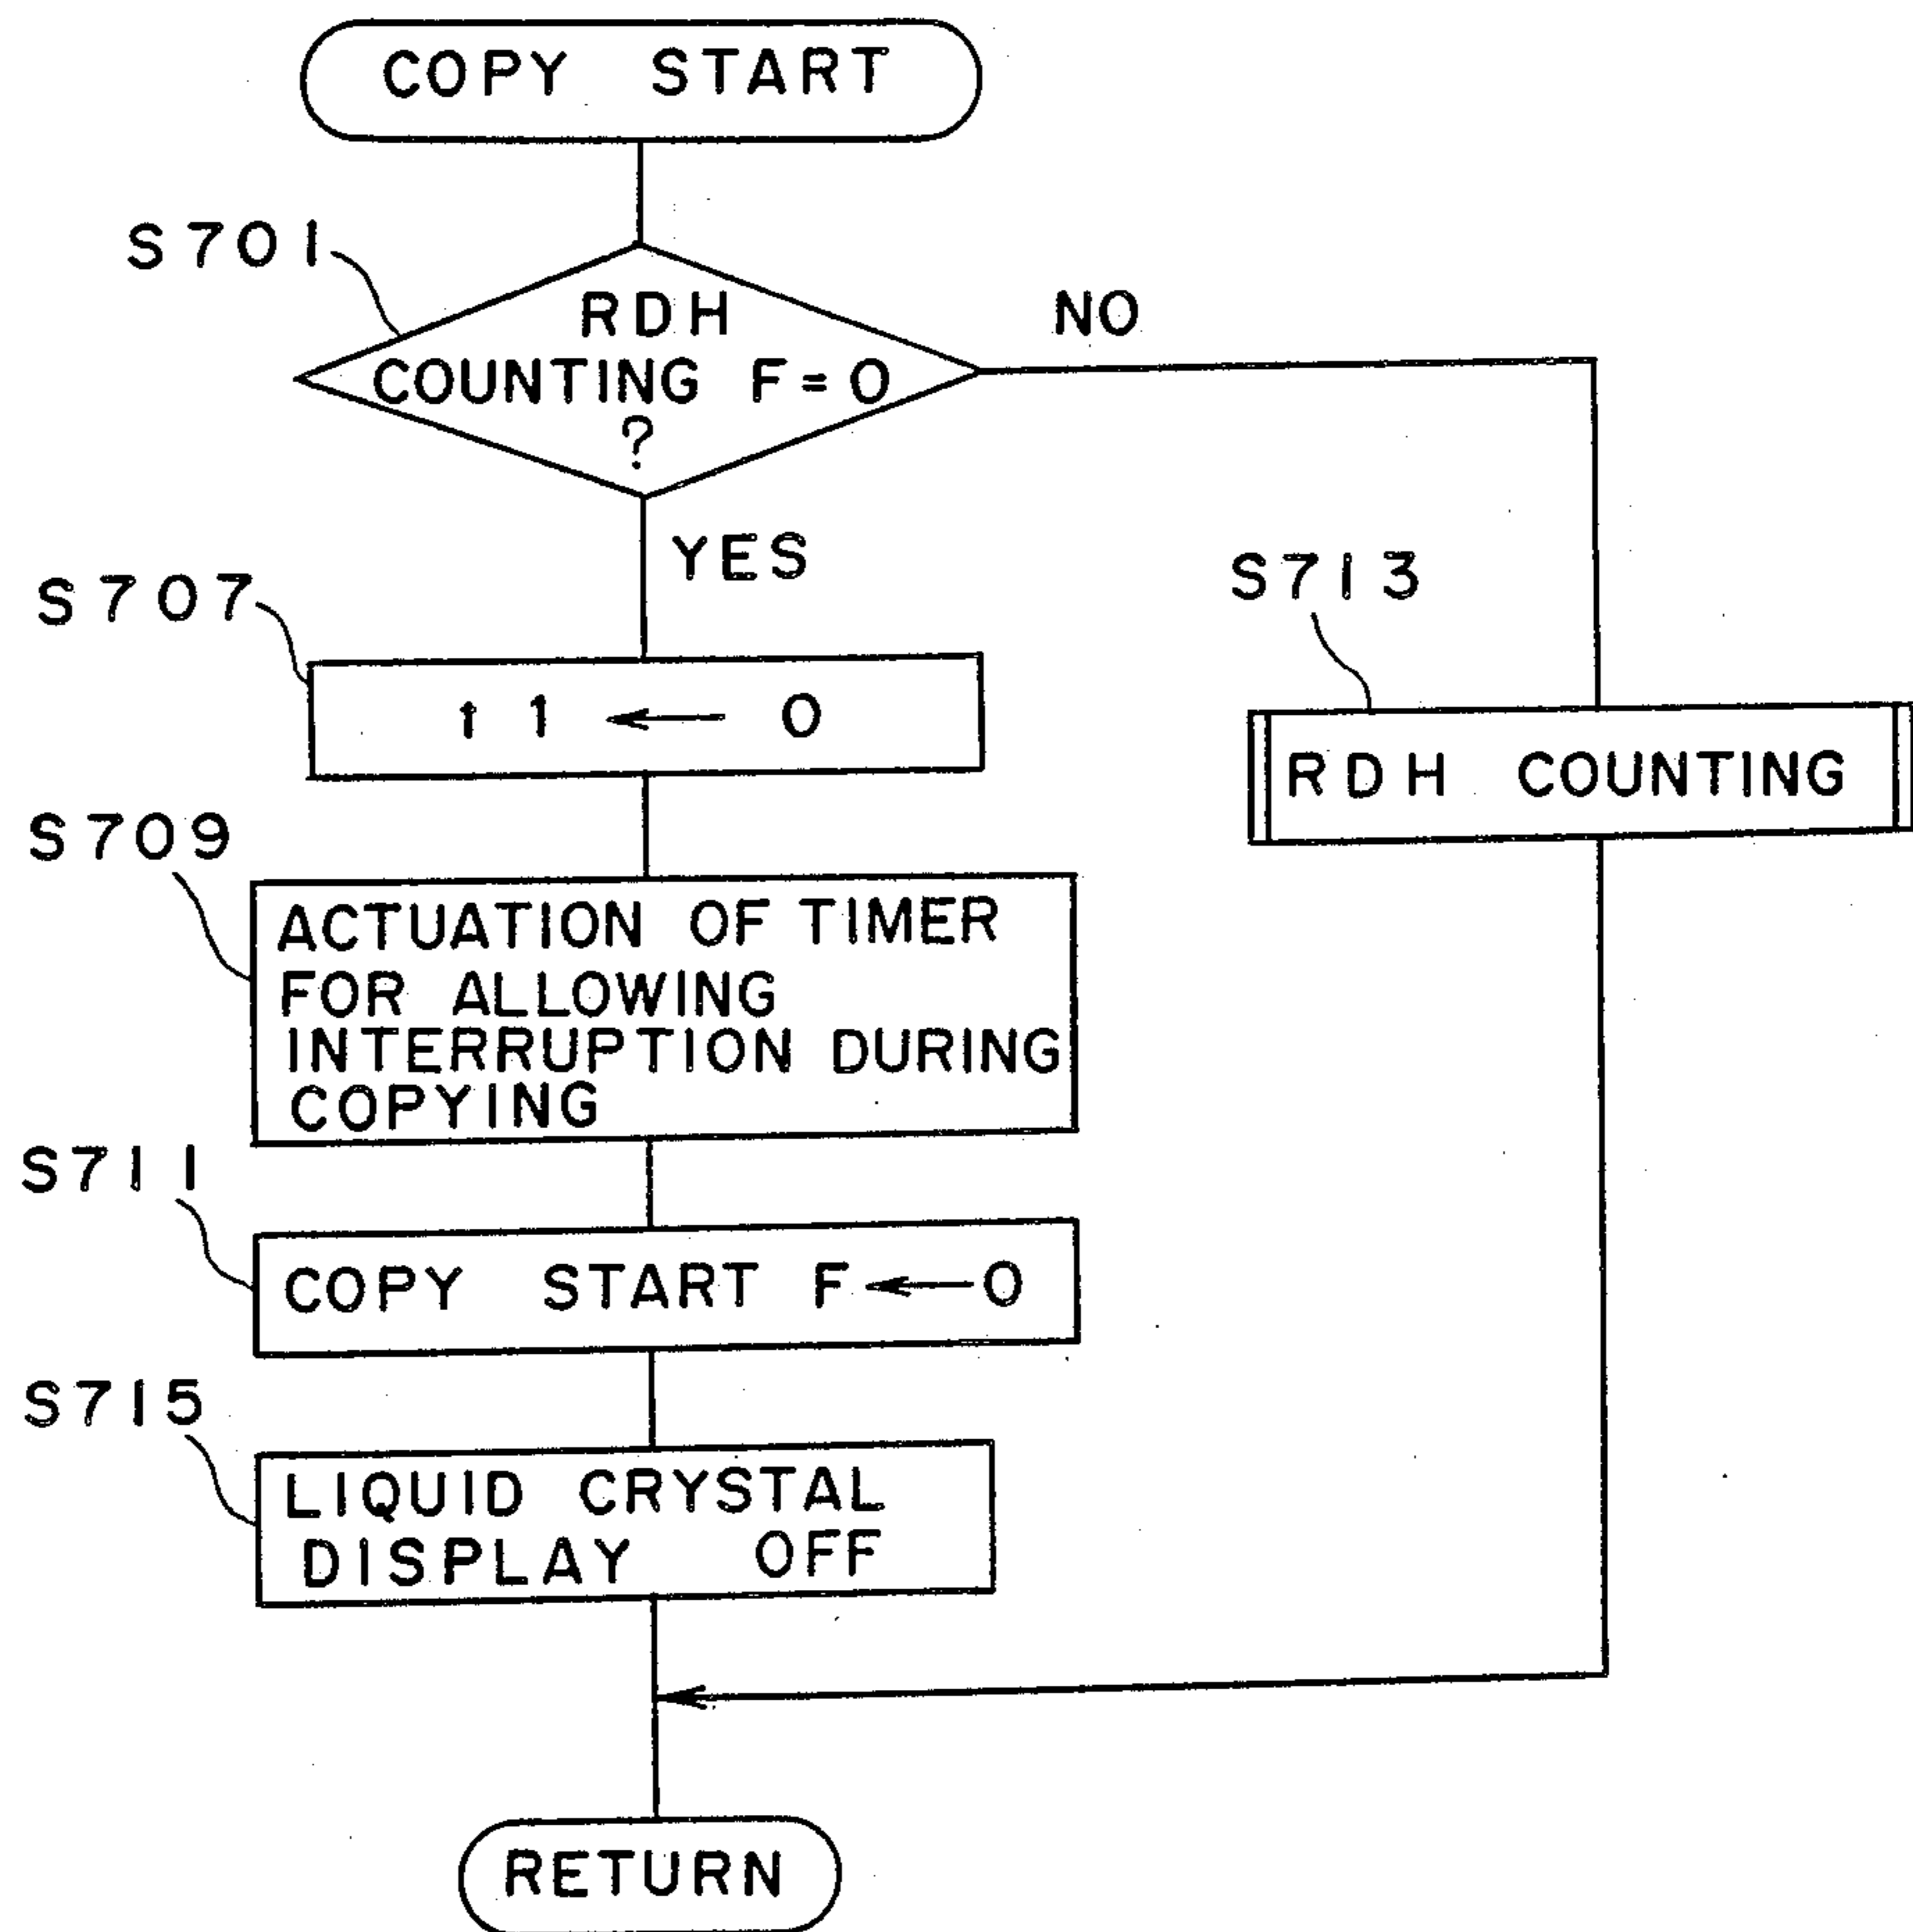 COPY START
S701
RDH
COUNTING F=0
?
NO
YES
S707
t1 ← 0
S713
RDH COUNTING
S709
ACTUATION OF TIMER
FOR ALLOWING
INTERRUPTION DURING
COPYING
S711
COPY START F←0
S715
LIQUID CRYSTAL
DISPLAY OFF
RETURN